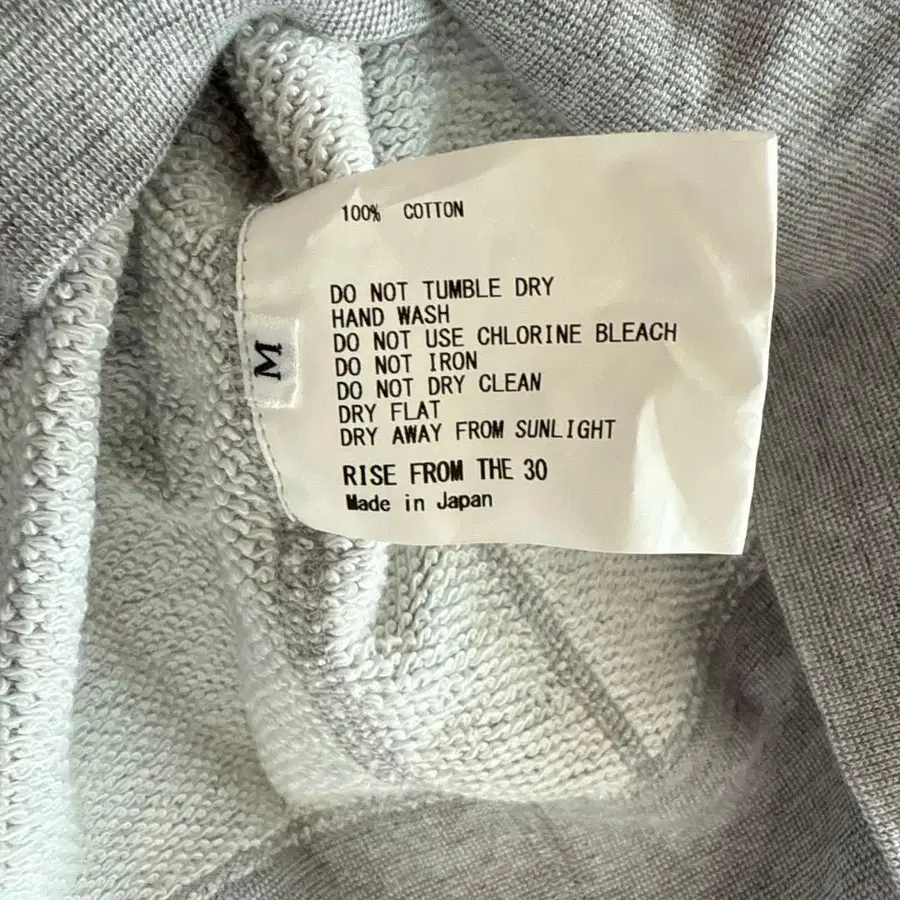 100% COTTON
DO NOT TUMBLE DRY
HAND WASH
DO NOT USE CHLORINE BLEACH
DO NOT IRON
DO NOT DRY CLEAN
DRY FLAT
DRY AWAY FROM SUNLIGHT
RISE FROM THE 30
Made in Japan
M